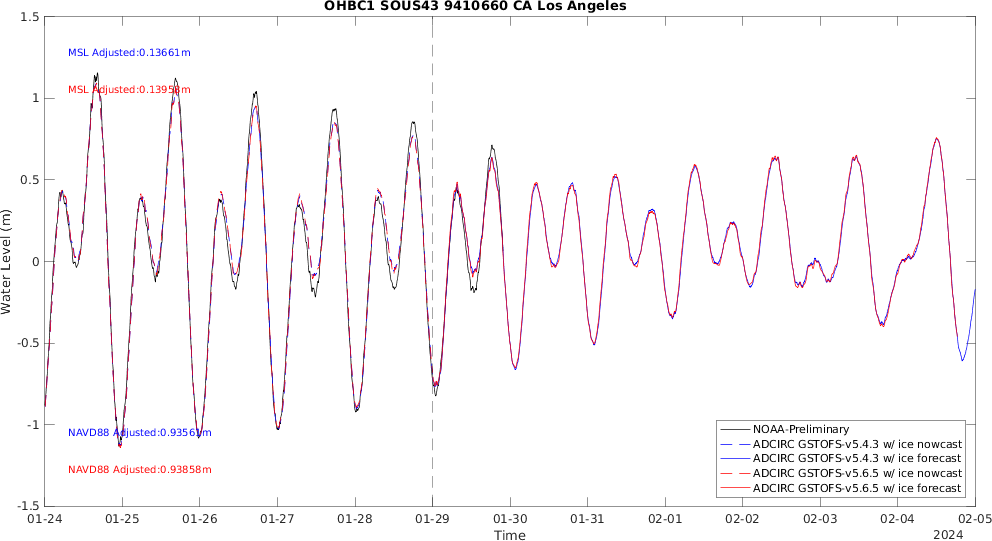 OHBC1 SOUS43 9410660 CA Los Angeles
1.5
MSL Adjusted:0.13661m
MSL Adjusted:0.13953m
1
0.5
0
-0.5
-1
-1.5
Water Level (m)
NAVD88 Adjusted:0.93561m
NAVD88 Adjusted:0.93858m
NOAA-Preliminary
ADCIRC GSTOFS-v5.4.3 w/ ice nowcast
ADCIRC GSTOFS-v5.4.3 w/ ice forecast
ADCIRC GSTOFS-v5.6.5 w/ ice nowcast
ADCIRC GSTOFS-v5.6.5 w/ ice forecast
01-24 01-25 01-26 01-27 01-28 01-29 01-30 01-31 02-01 02-02 02-03 02-04 02-05
Time
2024